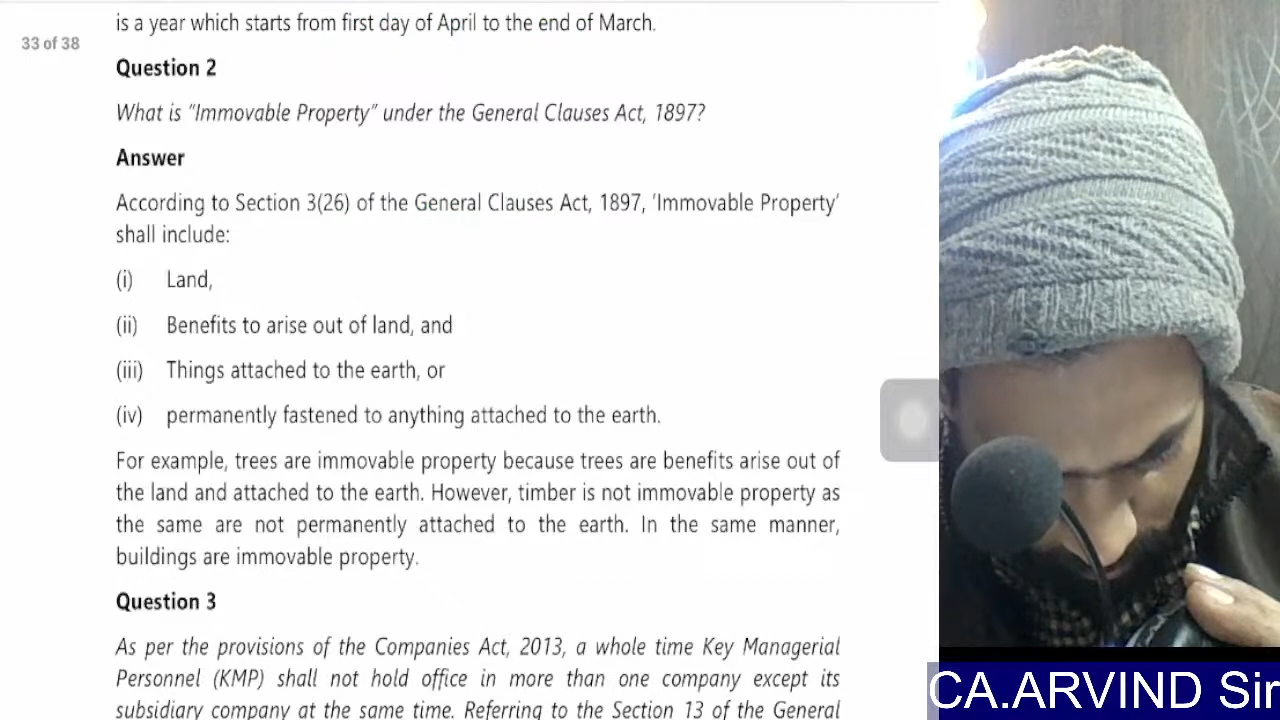 is a year which starts from first day of April to the end of March.
33 of 38
Question 2
What is “Immovable Property” under the General Clauses Act, 1897?
Answer
According to Section 3(26) of the General Clauses Act, 1897, ‘Immovable Property’
shall include:
(i) Land,
(ii) Benefits to arise out of land, and
(iii) Things attached to the earth, or
(iv) permanently fastened to anything attached to the earth.
For example, trees are immovable property because trees are benefits arise out of
the land and attached to the earth. However, timber is not immovable property as
the same are not permanently attached to the earth. In the same manner,
buildings are immovable property.
Question 3
As per the provisions of the Companies Act, 2013, a whole time Key Managerial
Personnel (KMP) shall not hold office in more than one company except its
subsidiary company at the same time. Referring to the Section 13 of the General
CA.ARVIND Sir